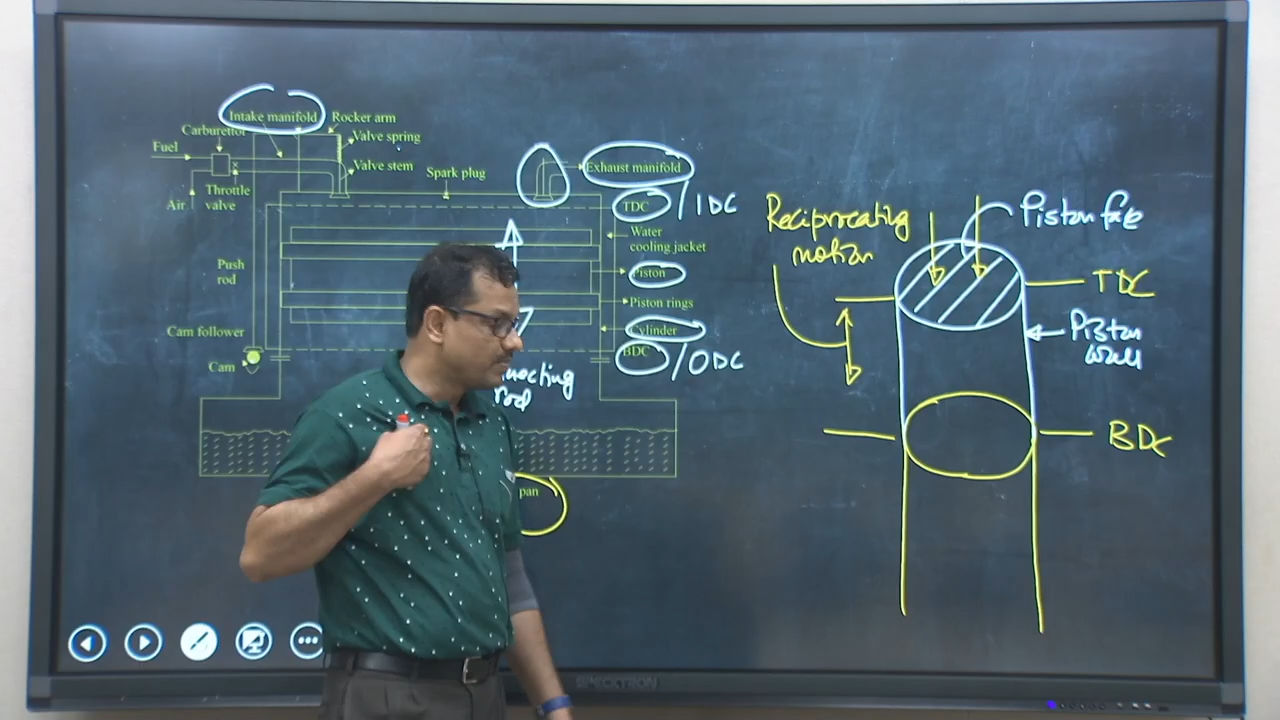 Intake manifold
Rocker arm
Carburettor
Valve spring
Fuel
Valve stem
Spark plug
Exhaust manifold
Throttle
valve
Air
TDC / IDC
Water
cooling jacket
Push
rod
Piston
Piston rings
Cam follower
Cylinder
Cam
BDC / ODC
rod
pan
Reciprocating
motion
Piston face
TDC
Piston
wall
BDC
SPECKTRON